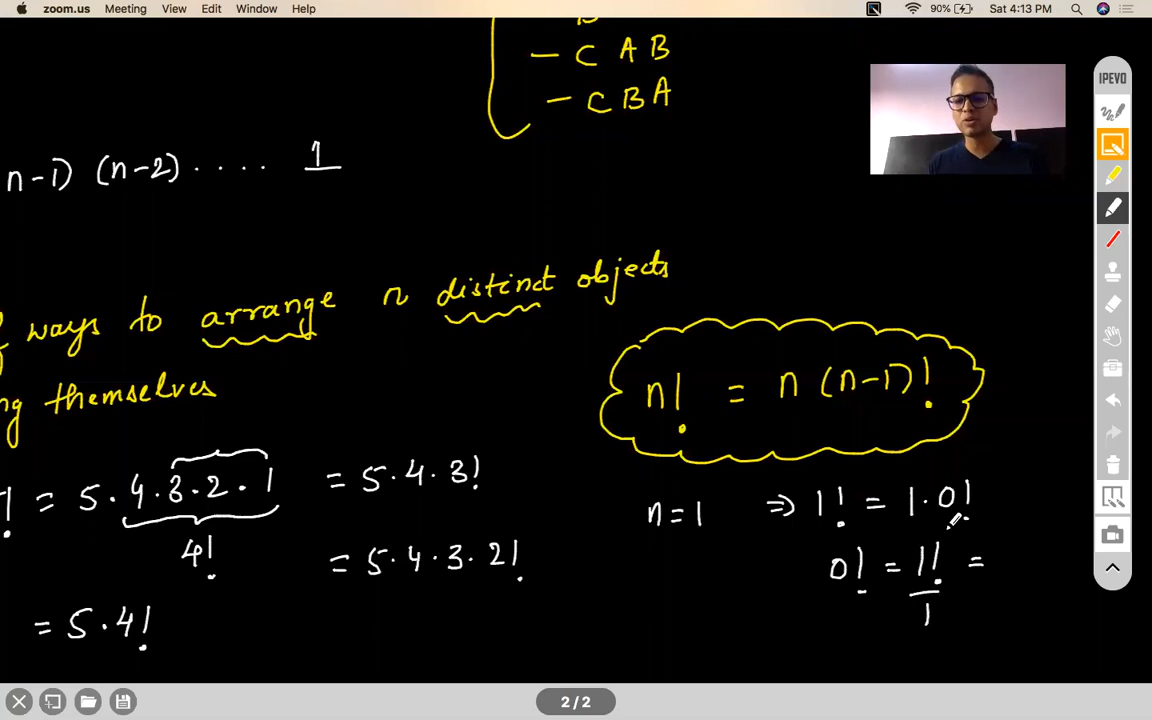 zoom.us Meeting View Edit Window Help 90% Sat 4:13 PM
– C A B
– C B A
IPEVO
n-1) (n-2) . . . . 1
ways to arrange n distinct objects
themselves
n! = n (n-1)!
! = 5·4·3·2·1 = 5·4·3!
4!
= 5·4·3·2!
= 5·4!
n=1 ⇒ 1! = 1·0!
0! = 1!/1 =
2/2